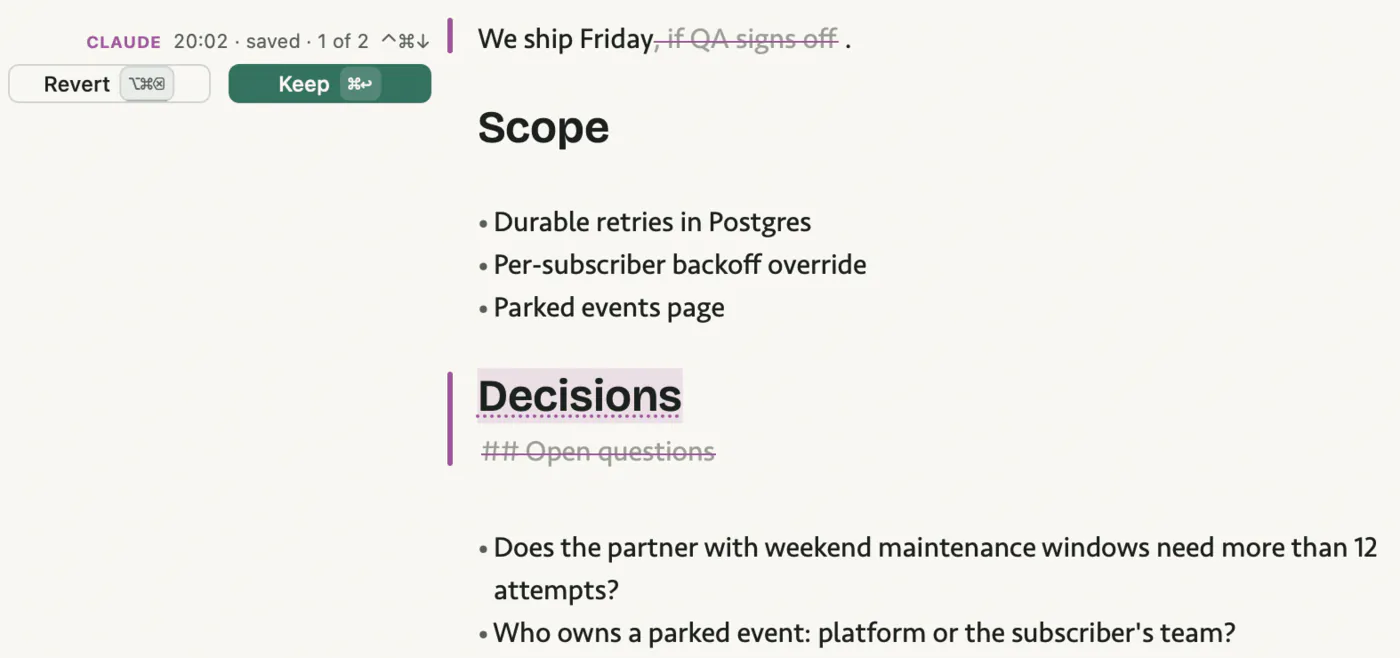 CLAUDE 20:02 · saved · 1 of 2 ^⌘↓
Revert ⌥⌘⌫
Keep ⌘↩
We ship Friday, if QA signs off .
Scope
• Durable retries in Postgres
• Per-subscriber backoff override
• Parked events page
Decisions
## Open questions
• Does the partner with weekend maintenance windows need more than 12
attempts?
• Who owns a parked event: platform or the subscriber's team?